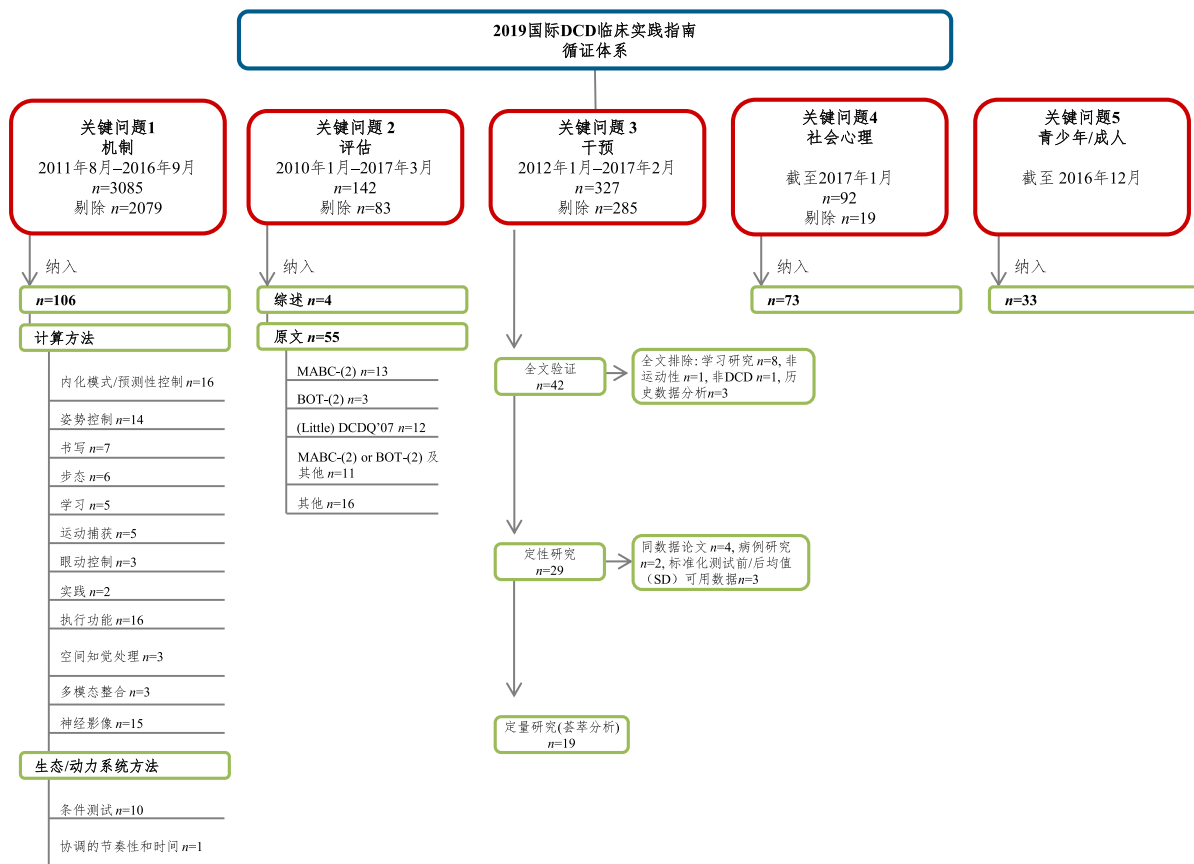 2019国际DCD临床实践指南
循证体系
关键问题1
机制
2011年8月–2016年9月
n=3085
剔除 n=2079
纳入
n=106
计算方法
内化模式/预测性控制 n=16
姿势控制 n=14
书写 n=7
步态 n=6
学习 n=5
运动捕获 n=5
眼动控制 n=3
实践 n=2
执行功能 n=16
空间知觉处理 n=3
多模态整合 n=3
神经影像 n=15
生态/动力系统方法
条件测试 n=10
协调的节奏性和时间 n=1
关键问题 2
评估
2010年1月–2017年3月
n=142
剔除 n=83
纳入
综述 n=4
原文 n=55
MABC-(2) n=13
BOT-(2) n=3
(Little) DCDQ’07 n=12
MABC-(2) or BOT-(2) 及
其他 n=11
其他 n=16
关键问题 3
干预
2012年1月–2017年2月
n=327
剔除 n=285
全文验证
n=42
全文排除: 学习研究 n=8, 非
运动性 n=1, 非DCD n=1, 历
史数据分析n=3
定性研究
n=29
同数据论文 n=4, 病例研究
n=2, 标准化测试前/后均值
（SD）可用数据n=3
定量研究(荟萃分析)
n=19
关键问题4
社会心理
截至2017年1月
n=92
剔除 n=19
纳入
n=73
关键问题5
青少年/成人
截至 2016年12月
纳入
n=33